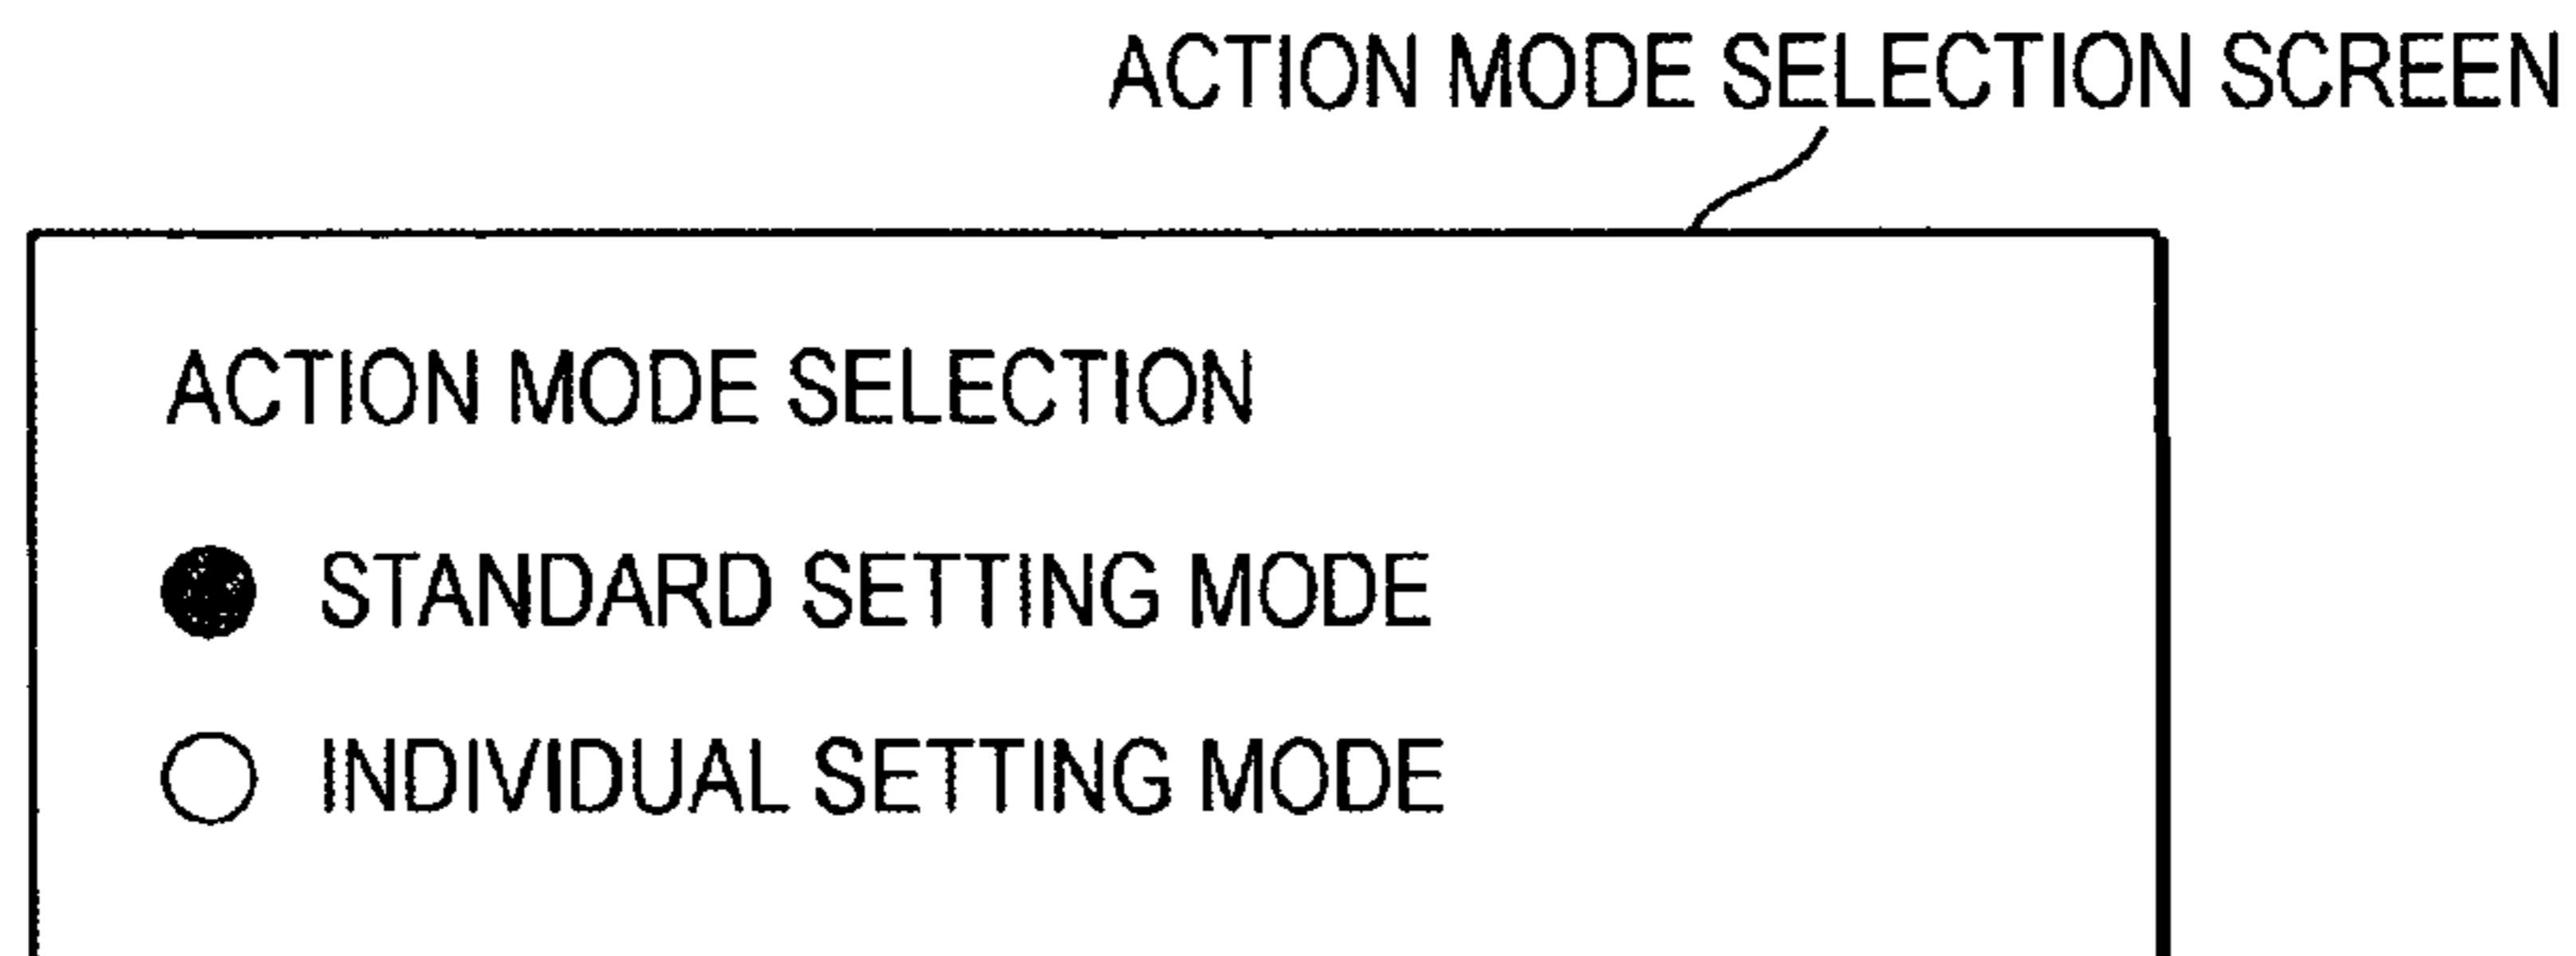 ACTION MODE SELECTION SCREEN
ACTION MODE SELECTION
STANDARD SETTING MODE
INDIVIDUAL SETTING MODE